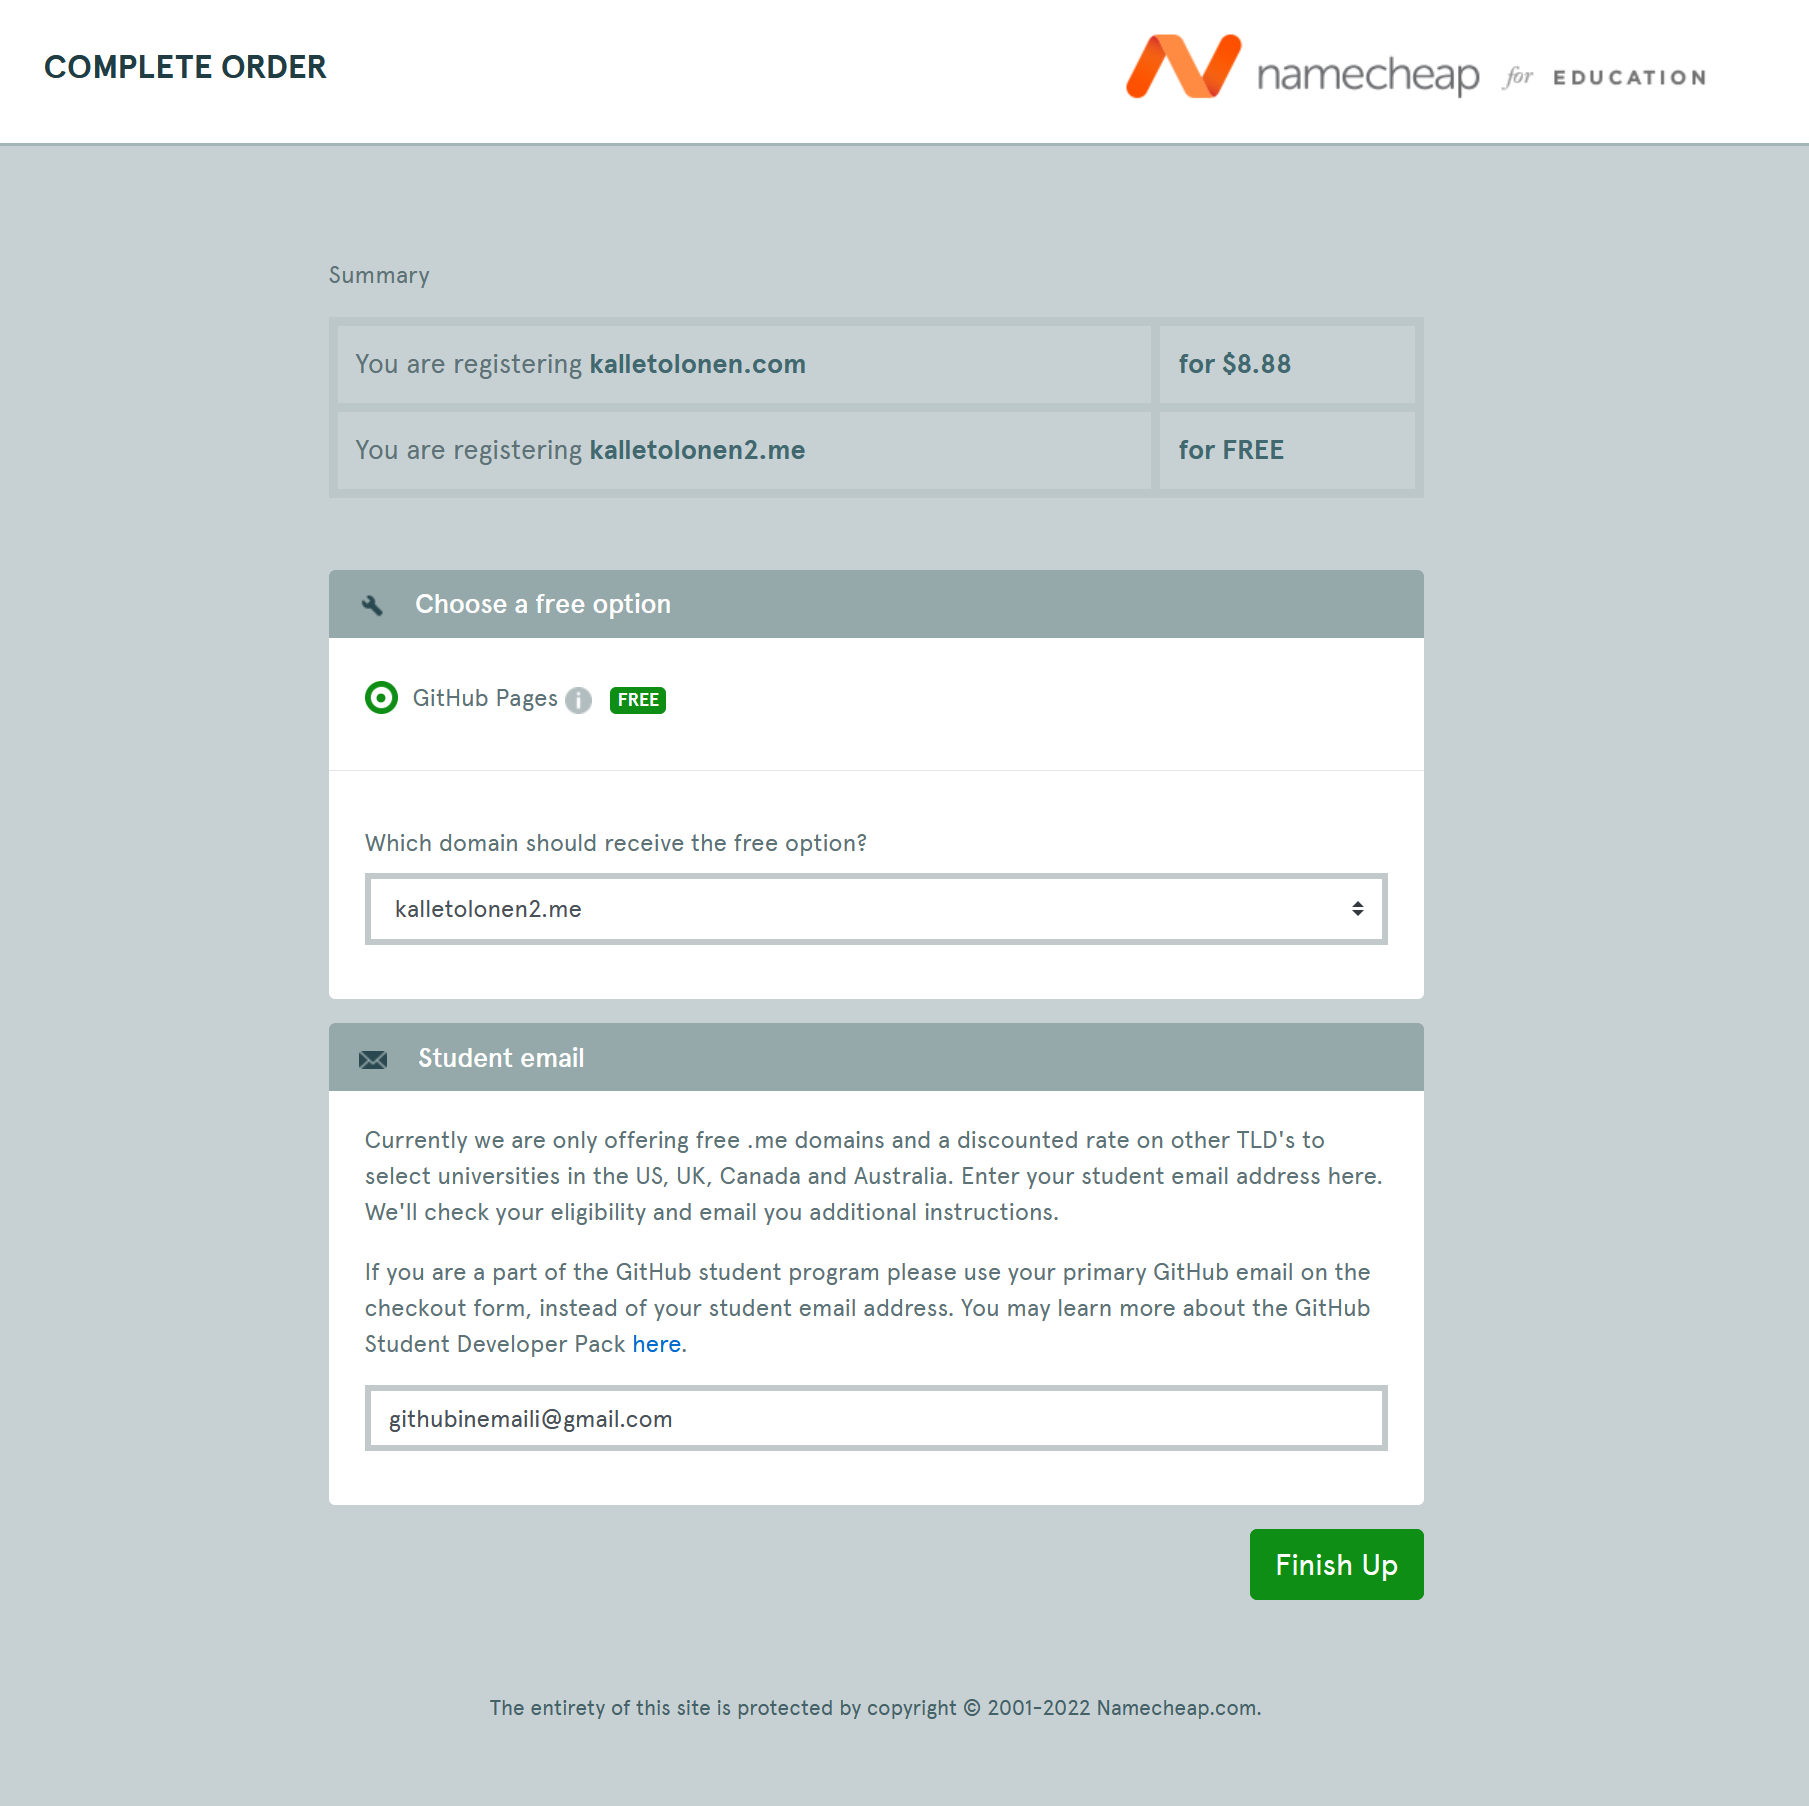 COMPLETE ORDER
namecheap for EDUCATION
Summary
You are registering kalletolonen.com for $8.88
You are registering kalletolonen2.me for FREE
Choose a free option
GitHub Pages i FREE
Which domain should receive the free option?
kalletolonen2.me
Student email
Currently we are only offering free .me domains and a discounted rate on other TLD's to
select universities in the US, UK, Canada and Australia. Enter your student email address here.
We'll check your eligibility and email you additional instructions.
If you are a part of the GitHub student program please use your primary GitHub email on the
checkout form, instead of your student email address. You may learn more about the GitHub
Student Developer Pack here.
githubinemaili@gmail.com
Finish Up
The entirety of this site is protected by copyright © 2001-2022 Namecheap.com.